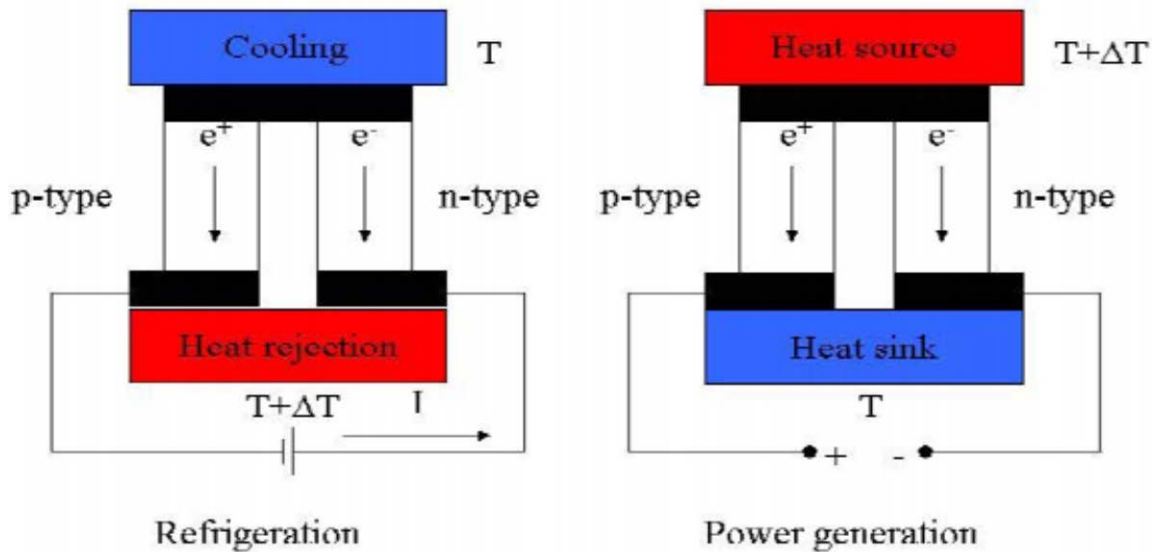 Cooling
T
e+
e-
p-type
n-type
Heat rejection
T+ΔT
I
Refrigeration
Heat source
T+ΔT
e+
e-
p-type
n-type
Heat sink
T
+
-
Power generation